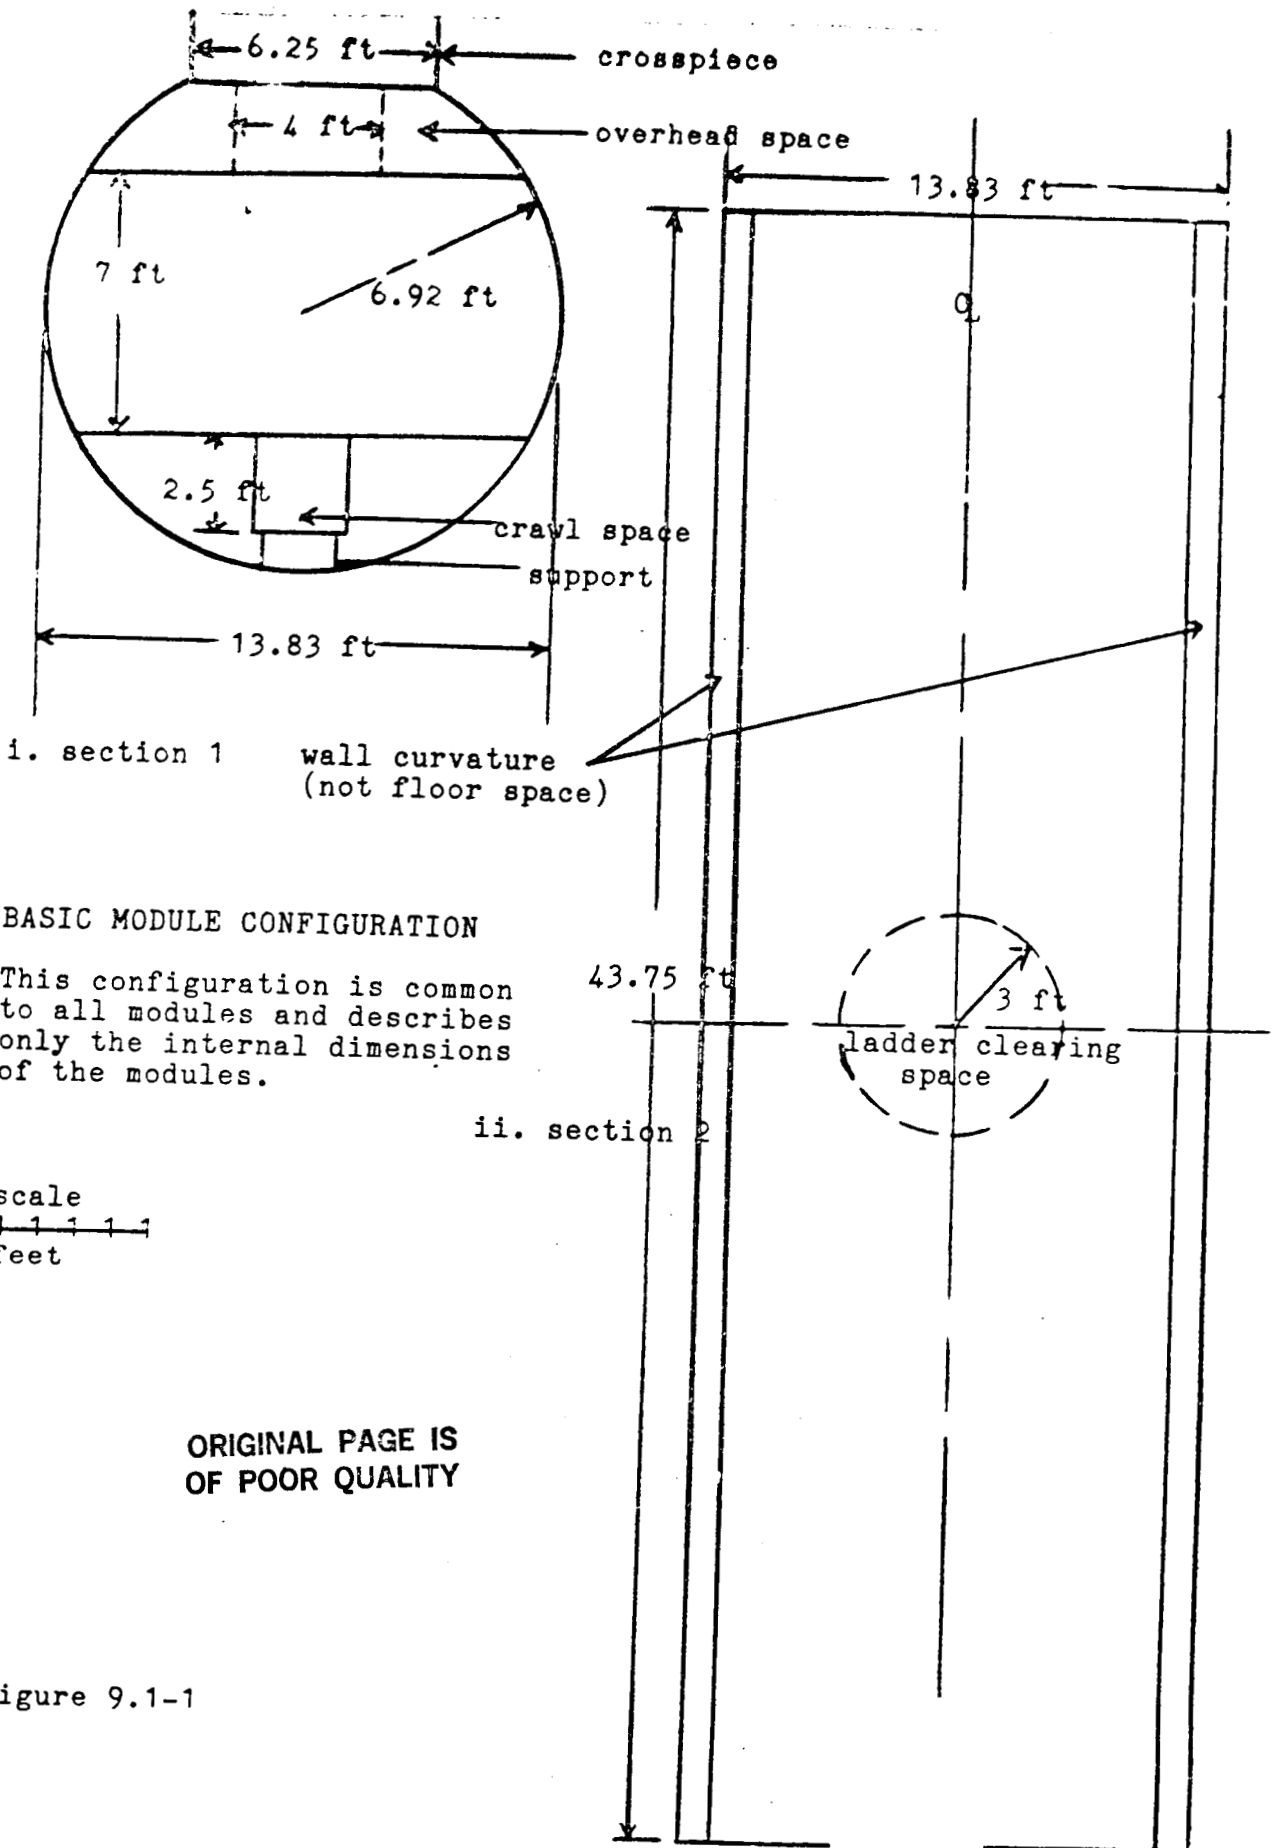 6.25 ft
crosspiece
4 ft
overhead space
13.83 ft
7 ft
6.92 ft
℄
2.5 ft
crawl space
support
13.83 ft
i. section 1
wall curvature
(not floor space)
BASIC MODULE CONFIGURATION
This configuration is common
to all modules and describes
only the internal dimensions
of the modules.
43.75 ft
3 ft
ladder clearing
space
ii. section 2
scale
feet
ORIGINAL PAGE IS
OF POOR QUALITY
igure 9.1-1